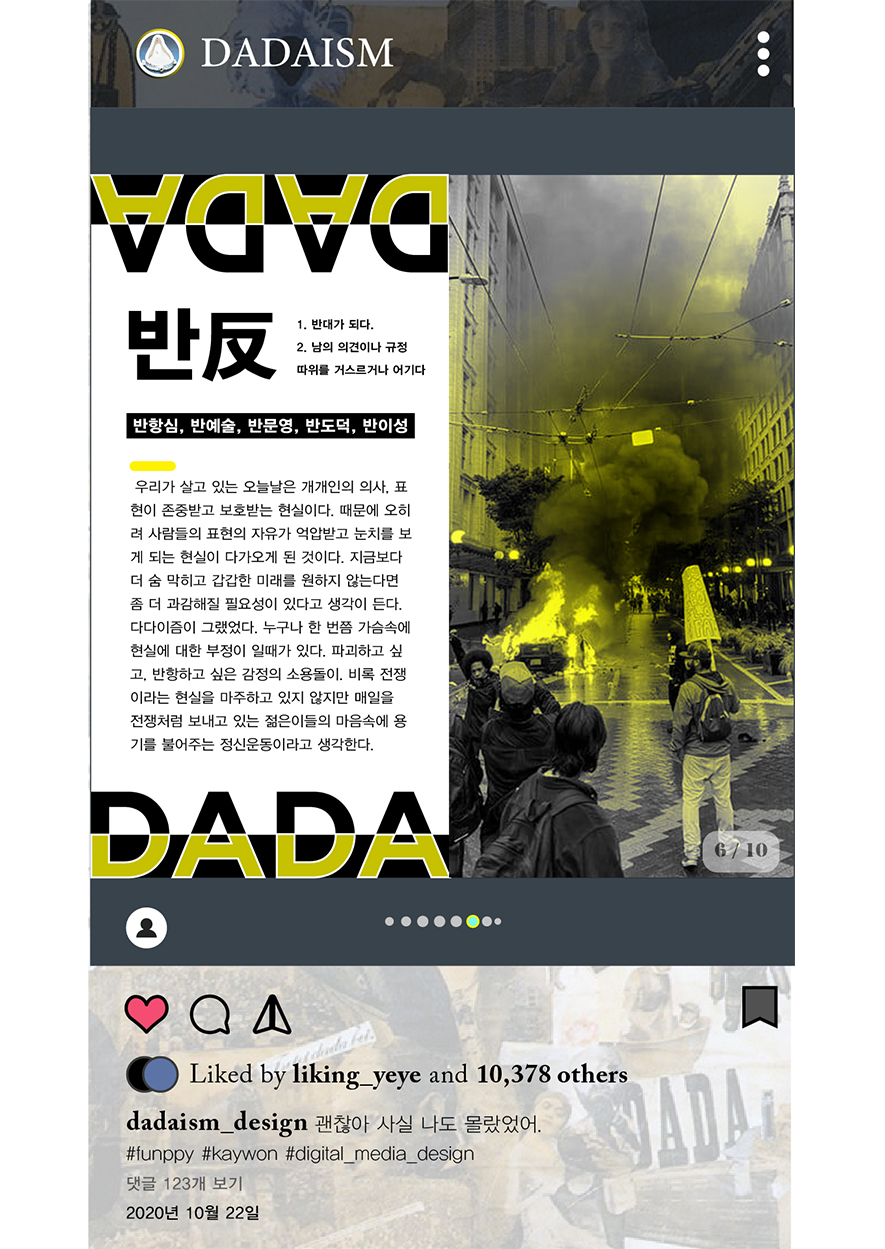 DADAISM
DADA
반反
1. 반대가 되다.
2. 남의 의견이나 규정
따위를 거스르거나 어기다
반항심, 반예술, 반문영, 반도덕, 반이성
우리가 살고 있는 오늘날은 개개인의 의사, 표
현이 존중받고 보호받는 현실이다. 때문에 오히
려 사람들의 표현의 자유가 억압받고 눈치를 보
게 되는 현실이 다가오게 된 것이다. 지금보다
더 숨 막히고 갑갑한 미래를 원하지 않는다면
좀 더 과감해질 필요성이 있다고 생각이 든다.
다다이즘이 그랬었다. 누구나 한 번쯤 가슴속에
현실에 대한 부정이 일때가 있다. 파괴하고 싶
고, 반항하고 싶은 감정의 소용돌이. 비록 전쟁
이라는 현실을 마주하고 있지 않지만 매일을
전쟁처럼 보내고 있는 젊은이들의 마음속에 용
기를 불어주는 정신운동이라고 생각한다.
DADA
6 / 10
Liked by liking_yeye and 10,378 others
dadaism_design 괜찮아 사실 나도 몰랐었어.
#funppy #kaywon #digital_media_design
댓글 123개 보기
2020년 10월 22일
DADA